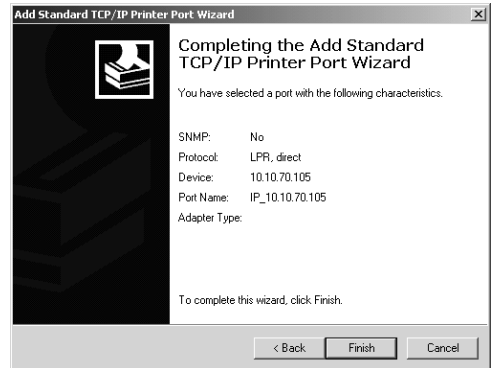 Add Standard TCP/IP Printer Port Wizard
Completing the Add Standard
TCP/IP Printer Port Wizard
You have selected a port with the following characteristics.
SNMP: No
Protocol: LPR, direct
Device: 10.10.70.105
Port Name: IP_10.10.70.105
Adapter Type:
To complete this wizard, click Finish.
< Back Finish Cancel